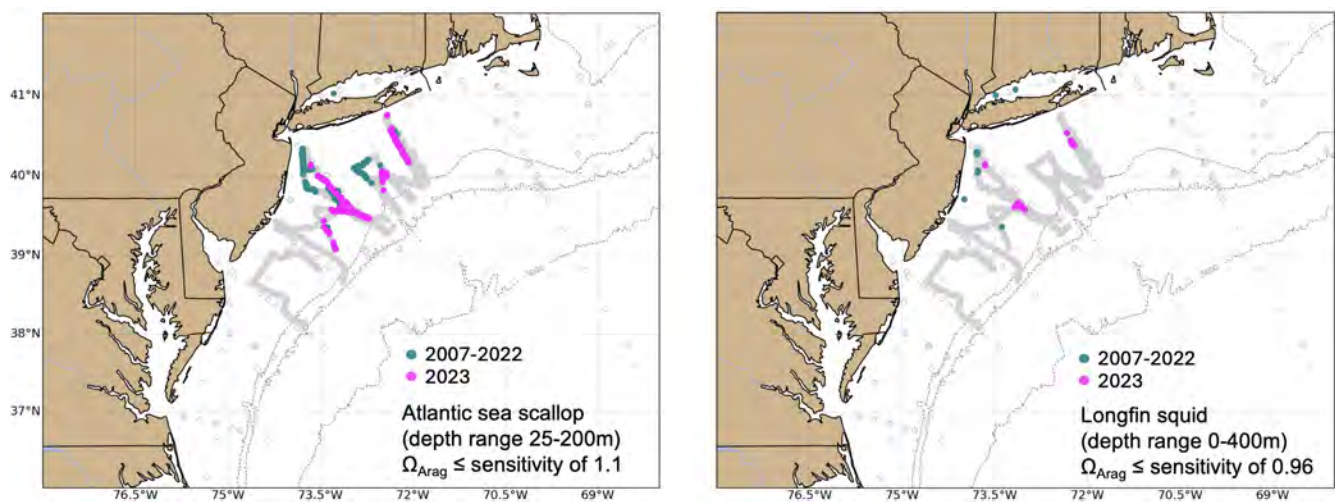 41°N
40°N
39°N
38°N
37°N
76.5°W 75°W 73.5°W 72°W 70.5°W 69°W
2007-2022
2023
Atlantic sea scallop
(depth range 25-200m)
Ω Arag ≤ sensitivity of 1.1
76.5°W 75°W 73.5°W 72°W 70.5°W 69°W
2007-2022
2023
Longfin squid
(depth range 0-400m)
Ω Arag ≤ sensitivity of 0.96